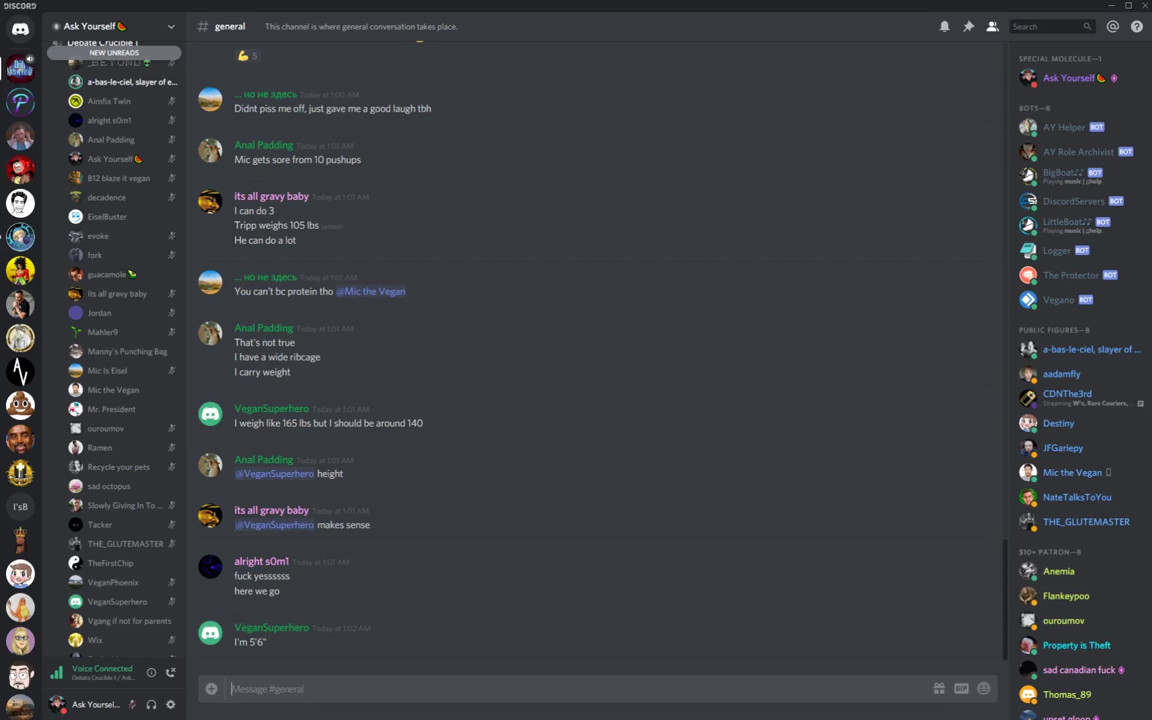 DISCORD
Ask Yourself🍉
Debate Crucible 1
NEW UNREADS
_BEYOND👽
a-bas-le-ciel, slayer of e...
Aimfix Twin
alright s0m1
Anal Padding
Ask Yourself🍉
B12 blaze it vegan
decadence
EiselBuster
evoke
fork
guacamole🥑
its all gravy baby
Jordan
Mahler9
Manny's Punching Bag
Mic Is Eisel
Mic the Vegan
Mr. President
ouroumov
Ramen
Recycle your pets
sad octopus
Slowly Giving In To ...
Tacker
THE_GLUTEMASTER
TheFirstChip
VeganPhoenix
VeganSuperhero
Vgang if not for parents
Wix
Voice Connected
Debate Crucible 1 / Ask...
Ask Yoursel...
AV
I'sB
# general
This channel is where general conversation takes place.
Search
💪 5
... но не здесь Today at 1:00 AM
Didnt piss me off, just gave me a good laugh tbh
Anal Padding Today at 1:01 AM
Mic gets sore from 10 pushups
its all gravy baby Today at 1:01 AM
I can do 3
Tripp weighs 105 lbs (edited)
He can do a lot
... но не здесь Today at 1:01 AM
You can't bc protein tho @Mic the Vegan
Anal Padding Today at 1:01 AM
That's not true
I have a wide ribcage
I carry weight
VeganSuperhero Today at 1:01 AM
I weigh like 165 lbs but I should be around 140
Anal Padding Today at 1:01 AM
@VeganSuperhero height
its all gravy baby Today at 1:01 AM
@VeganSuperhero makes sense
alright s0m1 Today at 1:01 AM
fuck yessssss
here we go
VeganSuperhero Today at 1:02 AM
I'm 5'6"
Message #general
GIF
SPECIAL MOLECULE—1
Ask Yourself🍉
BOTS—8
AY Helper BOT
AY Role Archivist BOT
BigBoat♪♪ BOT
Playing music | ;;help
DiscordServers BOT
LittleBoat♪♪ BOT
Playing music | ;;help
Logger BOT
The Protector BOT
Vegano BOT
PUBLIC FIGURES—8
a-bas-le-ciel, slayer of ...
aadamfly
CDNThe3rd
Streaming W's, Rare Couriers, ...
Destiny
JFGariepy
Mic the Vegan
NateTalksToYou
THE_GLUTEMASTER
$10+ PATRON—8
Anemia
Flankeypoo
ouroumov
Property is Theft
sad canadian fuck
Thomas_89
upset gloop